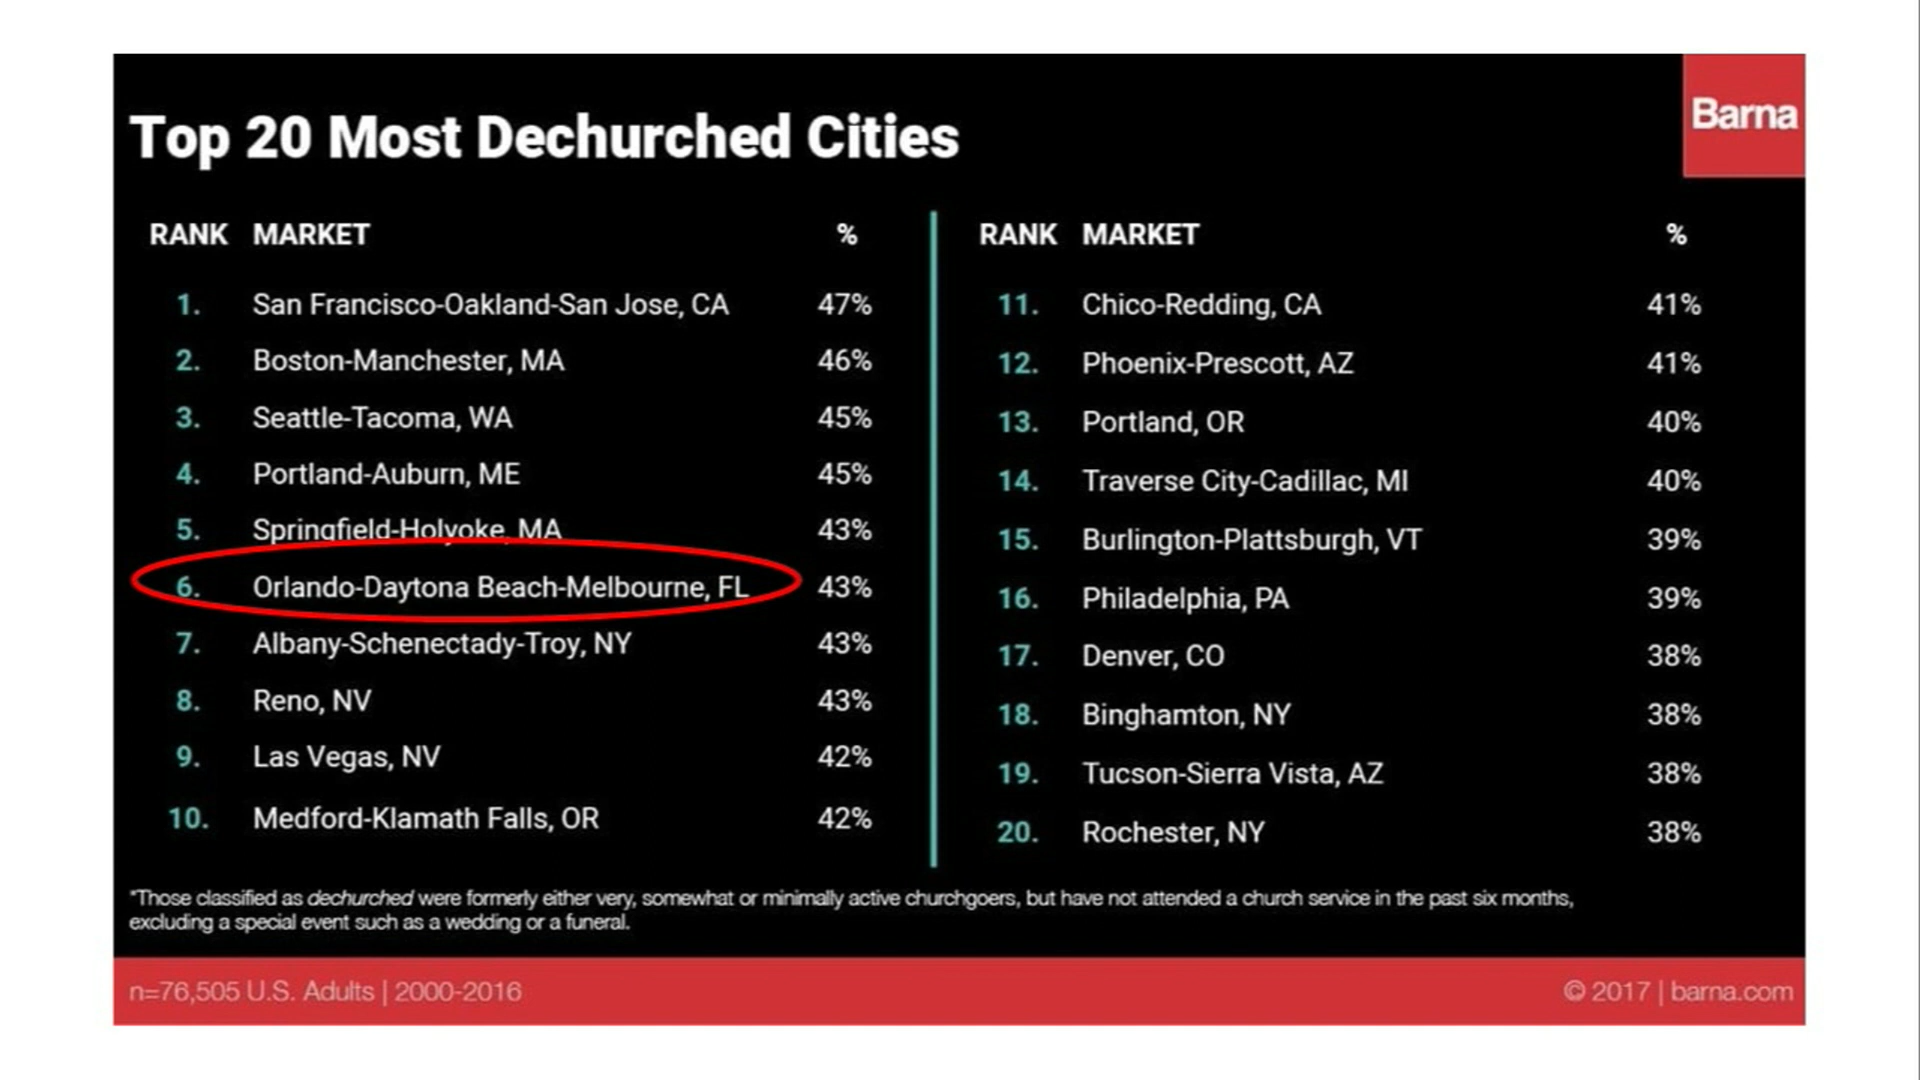 Barna
Top 20 Most Dechurched Cities
RANK MARKET %
1. San Francisco-Oakland-San Jose, CA 47%
2. Boston-Manchester, MA 46%
3. Seattle-Tacoma, WA 45%
4. Portland-Auburn, ME 45%
5. Springfield-Holyoke, MA 43%
6. Orlando-Daytona Beach-Melbourne, FL 43%
7. Albany-Schenectady-Troy, NY 43%
8. Reno, NV 43%
9. Las Vegas, NV 42%
10. Medford-Klamath Falls, OR 42%
RANK MARKET %
11. Chico-Redding, CA 41%
12. Phoenix-Prescott, AZ 41%
13. Portland, OR 40%
14. Traverse City-Cadillac, MI 40%
15. Burlington-Plattsburgh, VT 39%
16. Philadelphia, PA 39%
17. Denver, CO 38%
18. Binghamton, NY 38%
19. Tucson-Sierra Vista, AZ 38%
20. Rochester, NY 38%
*Those classified as dechurched were formerly either very, somewhat or minimally active churchgoers, but have not attended a church service in the past six months,
excluding a special event such as a wedding or a funeral.
n=76,505 U.S. Adults | 2000-2016
© 2017 | barna.com